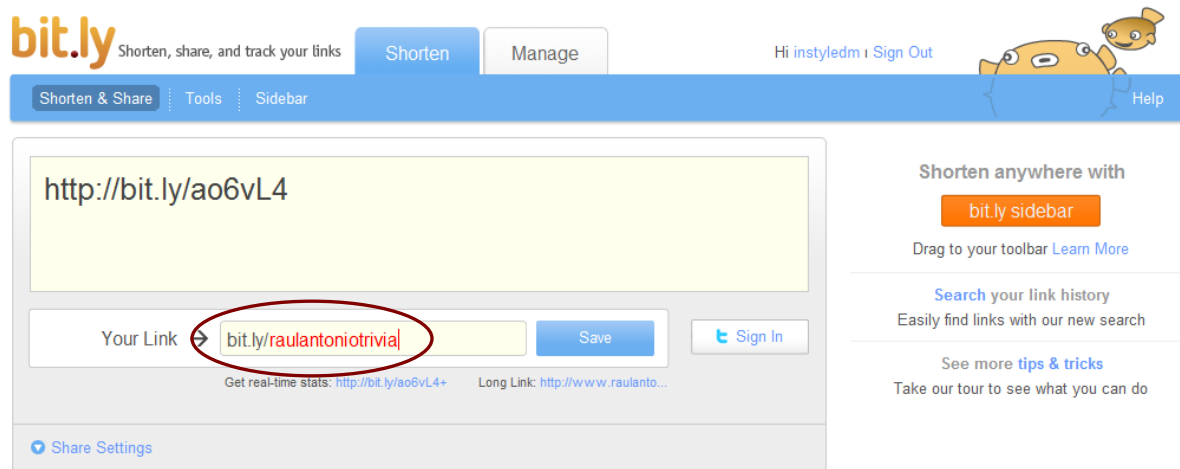 bit.ly Shorten, share, and track your links
Shorten
Manage
Hi instyledm ı Sign Out
Shorten & Share
Tools
Sidebar
Help
http://bit.ly/ao6vL4
Your Link → bit.ly/raulantoniotrivia
Save
Sign In
Get real-time stats: http://bit.ly/ao6vL4+
Long Link: http://www.raulanto...
Share Settings
Shorten anywhere with
bit.ly sidebar
Drag to your toolbar Learn More
Search your link history
Easily find links with our new search
See more tips & tricks
Take our tour to see what you can do